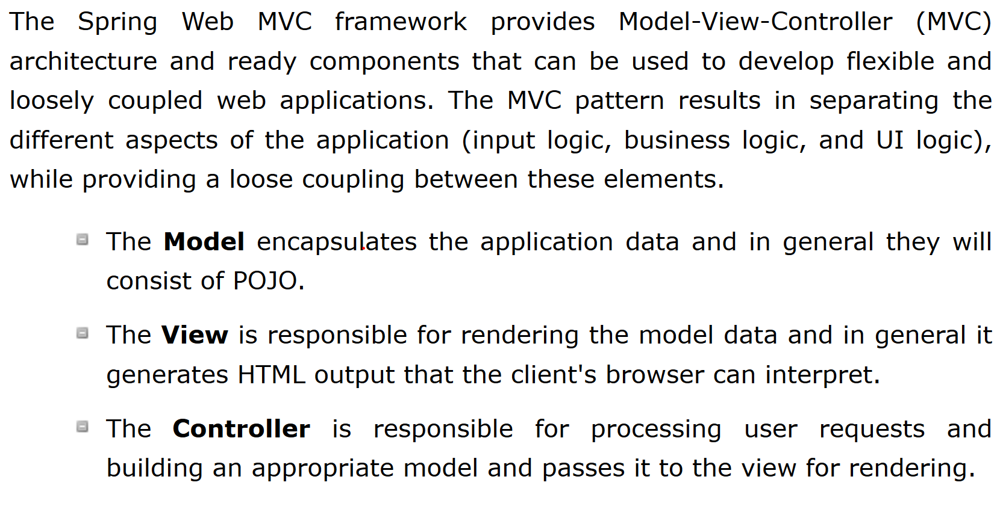 The Spring Web MVC framework provides Model-View-Controller (MVC)
architecture and ready components that can be used to develop flexible and
loosely coupled web applications. The MVC pattern results in separating the
different aspects of the application (input logic, business logic, and UI logic),
while providing a loose coupling between these elements.
The Model encapsulates the application data and in general they will
consist of POJO.
The View is responsible for rendering the model data and in general it
generates HTML output that the client's browser can interpret.
The Controller is responsible for processing user requests and
building an appropriate model and passes it to the view for rendering.